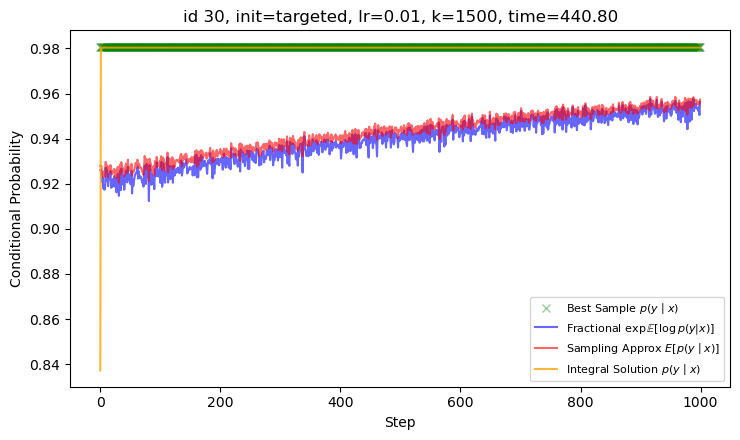 id 30, init=targeted, lr=0.01, k=1500, time=440.80
Conditional Probability
0.98
0.96
0.94
0.92
0.90
0.88
0.86
0.84
Best Sample p(y | x)
Fractional exp𝔼[log p(y|x)]
Sampling Approx E[p(y | x)]
Integral Solution p(y | x)
0 200 400 600 800 1000
Step